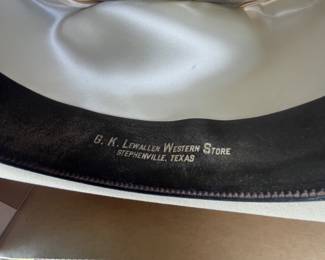 G. K. LEWALLEN WESTERN STORE
STEPHENVILLE, TEXAS